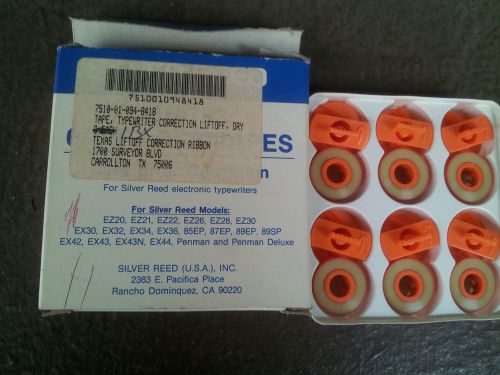 7510010948418
7510-01-094-8418
TAPE, TYPEWRITER CORRECTION LIFTOFF, DRY
1BX
TEXAS LIFTOFF CORRECTION RIBBON
1700 SURVEYOR BLVD
CARROLLTON TX 75006
For Silver Reed electronic typewriters
For Silver Reed Models:
EZ20, EZ21, EZ22, EZ26, EZ28, EZ30
EX30, EX32, EX34, EX36, 85EP, 87EP, 89EP, 89SP
EX42, EX43, EX43N, EX44, Penman and Penman Deluxe
SILVER REED (U.S.A.), INC.
2363 E. Pacifica Place
Rancho Dominquez, CA 90220